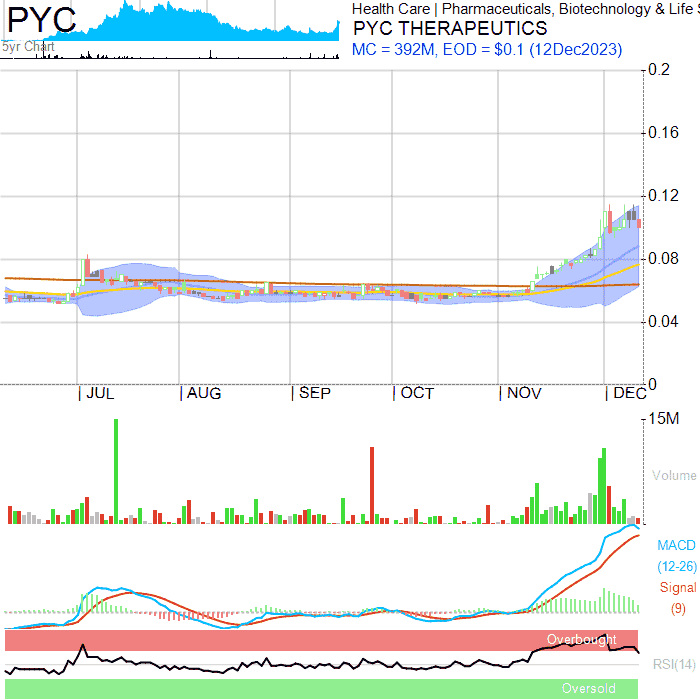 PYC
5yr Chart
Health Care | Pharmaceuticals, Biotechnology & Life S
PYC THERAPEUTICS
MC = 392M, EOD = $0.1 (12Dec2023)
0.2
0.16
0.12
0.08
0.04
0
| JUL | AUG | SEP | OCT | NOV | DEC
15M
Volume
MACD
(12-26)
Signal
(9)
Overbought
RSI(14)
Oversold